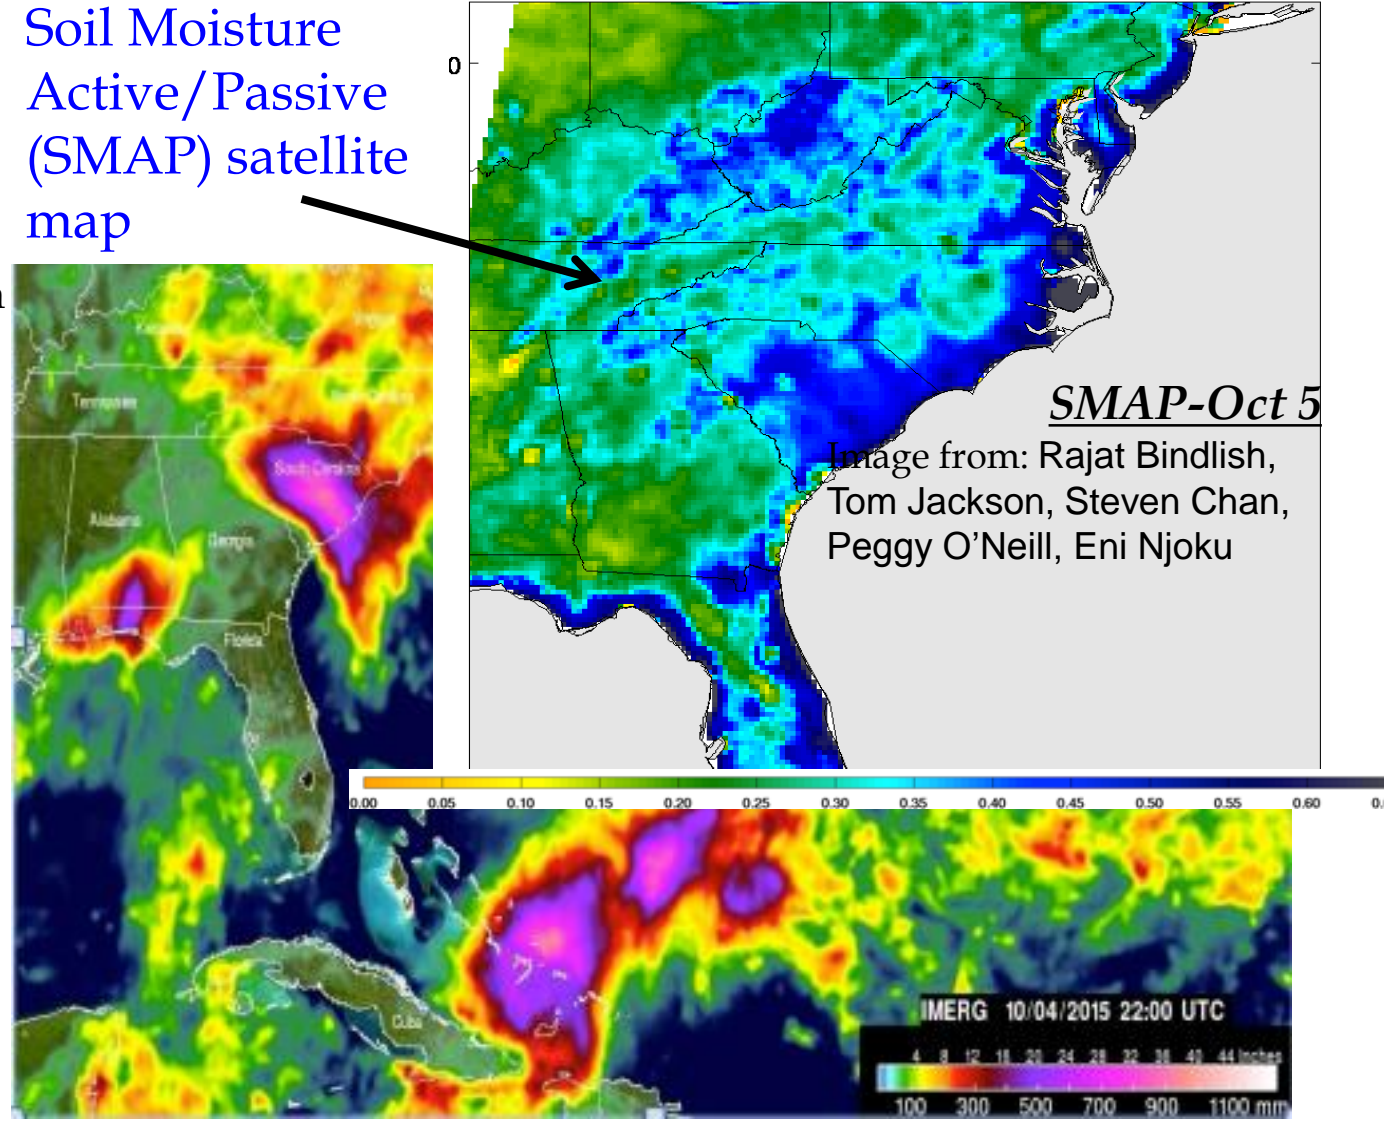 Soil Moisture
Active/Passive
(SMAP) satellite
map
0
SMAP-Oct 5
Image from: Rajat Bindlish,
Tom Jackson, Steven Chan,
Peggy O'Neill, Eni Njoku
Tennessee
South Carolina
Alabama
Georgia
Florida
0.00 0.05 0.10 0.15 0.20 0.25 0.30 0.35 0.40 0.45 0.50 0.55 0.60
Cuba
IMERG 10/04/2015 22:00 UTC
4 8 12 16 20 24 28 32 36 40 44 Inches
100 300 500 700 900 1100 mm